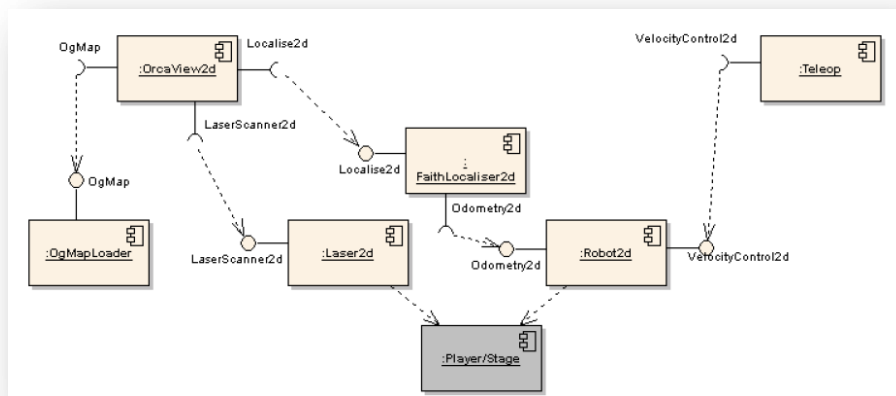 OgMap
:OrcaView2d
Localise2d
VelocityControl2d
:Teleop
LaserScanner2d
OgMap
Localise2d
:
FaithLocaliser2d
Odometry2d
:OgMapLoader
LaserScanner2d
:Laser2d
Odometry2d
:Robot2d
VelocityControl2d
:Player/Stage